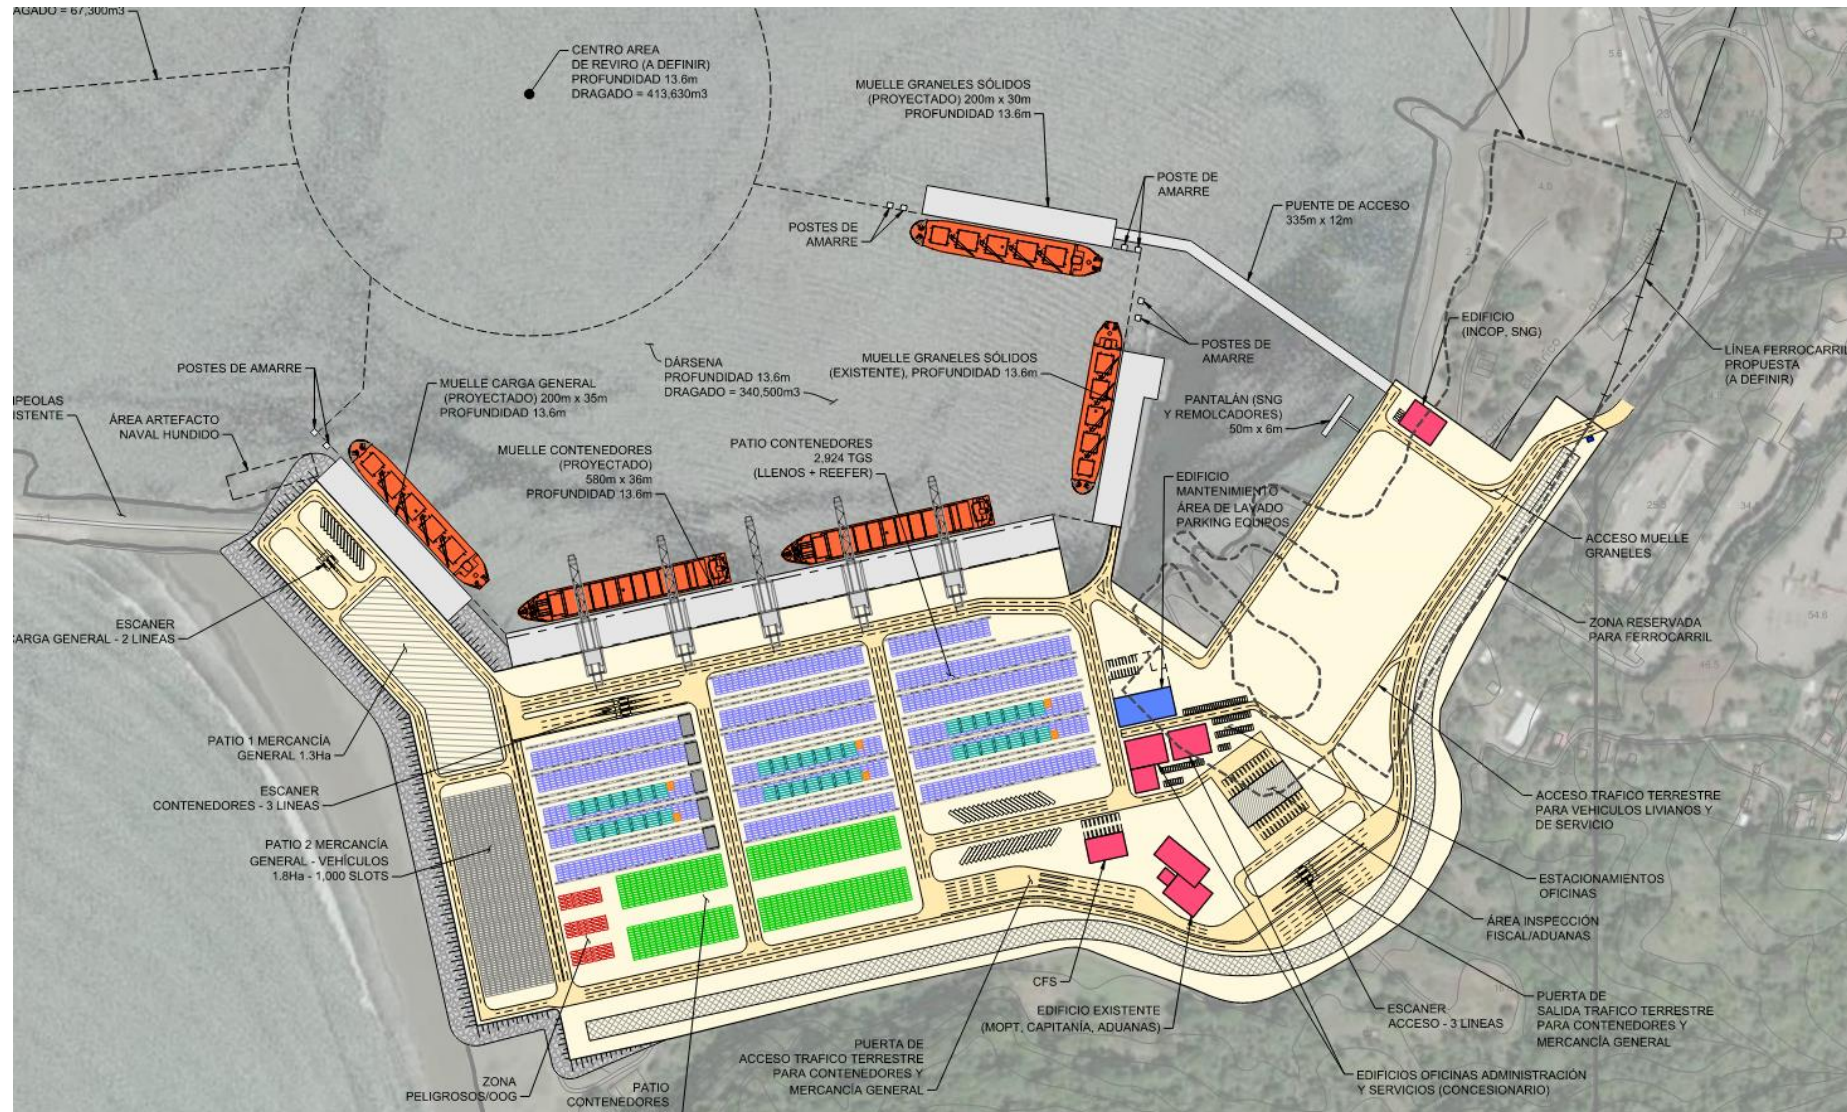 AGADO = 67,300m3
CENTRO AREA
DE REVIRO (A DEFINIR)
PROFUNDIDAD 13.6m
DRAGADO = 413,630m3
MUELLE GRANELES SÓLIDOS
(PROYECTADO) 200m x 30m
PROFUNDIDAD 13.6m
POSTE DE
AMARRE
PUENTE DE ACCESO
335m x 12m
POSTES DE
AMARRE
EDIFICIO
(INCOP, SNG)
LÍNEA FERROCARRIL
PROPUESTA
(A DEFINIR)
POSTES DE
AMARRE
MUELLE GRANELES SÓLIDOS
(EXISTENTE), PROFUNDIDAD 13.6m
DÁRSENA
PROFUNDIDAD 13.6m
DRAGADO = 340,500m3
POSTES DE AMARRE
MUELLE CARGA GENERAL
(PROYECTADO) 200m x 35m
PROFUNDIDAD 13.6m
PANTALÁN (SNG
Y REMOLCADORES)
50m x 6m
IPEOLAS
ISTENTE
ÁREA ARTEFACTO
NAVAL HUNDIDO
MUELLE CONTENEDORES
(PROYECTADO)
580m x 36m
PROFUNDIDAD 13.6m
PATIO CONTENEDORES
2,924 TGS
(LLENOS + REEFER)
EDIFICIO
MANTENIMIENTO
ÁREA DE LAVADO
PARKING EQUIPOS
ACCESO MUELLE
GRANELES
ESCANER
CARGA GENERAL - 2 LINEAS
ZONA RESERVADA
PARA FERROCARRIL
PATIO 1 MERCANCÍA
GENERAL 1.3Ha
ESCANER
CONTENEDORES - 3 LINEAS
ACCESO TRAFICO TERRESTRE
PARA VEHICULOS LIVIANOS Y
DE SERVICIO
PATIO 2 MERCANCÍA
GENERAL - VEHÍCULOS
1.8Ha - 1,000 SLOTS
ESTACIONAMIENTOS
OFICINAS
ÁREA INSPECCIÓN
FISCAL/ADUANAS
CFS
EDIFICIO EXISTENTE
(MOPT, CAPITANÍA, ADUANAS)
ESCANER
ACCESO - 3 LINEAS
PUERTA DE
SALIDA TRAFICO TERRESTRE
PARA CONTENEDORES Y
MERCANCÍA GENERAL
PUERTA DE
ACCESO TRAFICO TERRESTRE
PARA CONTENEDORES Y
MERCANCÍA GENERAL
EDIFICIOS OFICINAS ADMINISTRACIÓN
Y SERVICIOS (CONCESIONARIO)
ZONA
PELIGROSOS/OOG
PATIO
CONTENEDORES